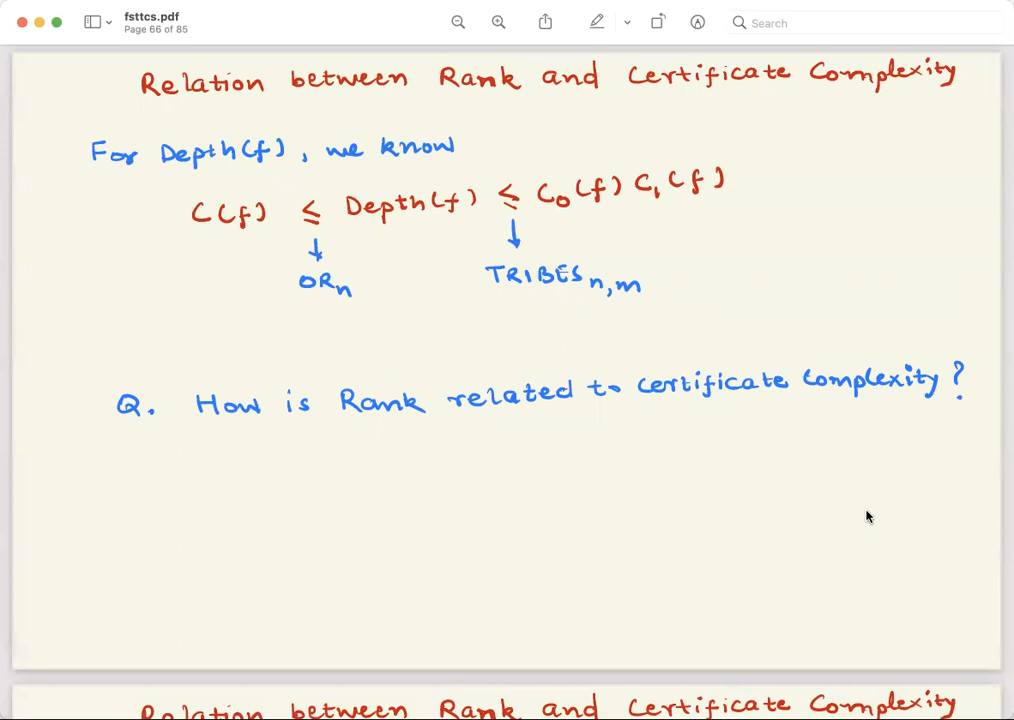 fsttcs.pdf
Page 66 of 85
Search
Relation between Rank and Certificate Complexity
For Depth(f), we know
C(f) ≤ Depth(f) ≤ C₀(f) C₁(f)
↓ ↓
ORₙ TRIBESₙ,ₘ
Q. How is Rank related to certificate complexity?
Relation between Rank and Certificate Complexity